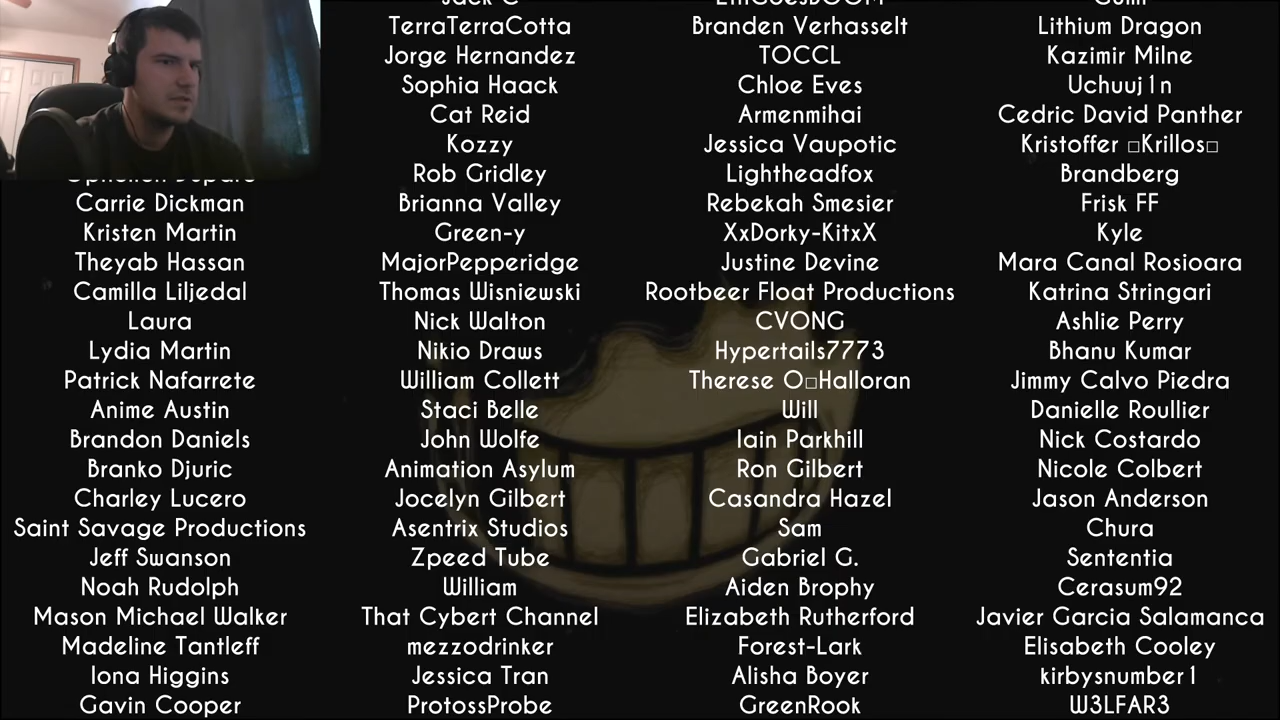 TerraTerraCotta
Jorge Hernandez
Sophia Haack
Cat Reid
Kozzy
Rob Gridley
Brianna Valley
Green-y
MajorPepperidge
Thomas Wisniewski
Nick Walton
Nikio Draws
William Collett
Staci Belle
John Wolfe
Animation Asylum
Jocelyn Gilbert
Asentrix Studios
Zpeed Tube
William
That Cybert Channel
mezzodrinker
Jessica Tran
ProtossProbe
Carrie Dickman
Kristen Martin
Theyab Hassan
Camilla Liljedal
Laura
Lydia Martin
Patrick Nafarrete
Anime Austin
Brandon Daniels
Branko Djuric
Charley Lucero
Saint Savage Productions
Jeff Swanson
Noah Rudolph
Mason Michael Walker
Madeline Tantleff
Iona Higgins
Gavin Cooper
Branden Verhasselt
TOCCL
Chloe Eves
Armenmihai
Jessica Vaupotic
Lightheadfox
Rebekah Smesier
XxDorky-KitxX
Justine Devine
Rootbeer Float Productions
CVONG
Hypertails7773
Therese O□Halloran
Will
Iain Parkhill
Ron Gilbert
Casandra Hazel
Sam
Gabriel G.
Aiden Brophy
Elizabeth Rutherford
Forest-Lark
Alisha Boyer
GreenRook
Lithium Dragon
Kazimir Milne
Uchuuj1n
Cedric David Panther
Kristoffer □Krillos□
Brandberg
Frisk FF
Kyle
Mara Canal Rosioara
Katrina Stringari
Ashlie Perry
Bhanu Kumar
Jimmy Calvo Piedra
Danielle Roullier
Nick Costardo
Nicole Colbert
Jason Anderson
Chura
Sententia
Cerasum92
Javier Garcia Salamanca
Elisabeth Cooley
kirbysnumber1
W3LFAR3